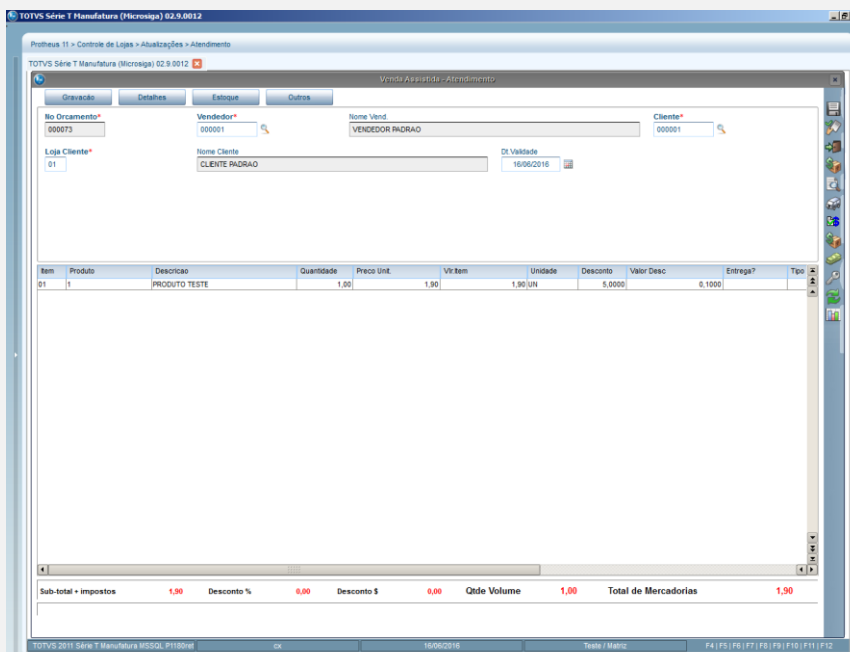 TOTVS Série T Manufatura (Microsiga) 02.9.0012
Protheus 11 > Controle de Lojas > Atualizações > Atendimento
TOTVS Série T Manufatura (Microsiga) 02.9.0012
Venda Assistida - Atendimento
Gravacão Detalhes Estoque Outros
No Orcamento* Vendedor* Nome Vend. Cliente*
000073 000001 VENDEDOR PADRAO 000001
Loja Cliente* Nome Cliente Dt.Validade
01 CLIENTE PADRAO 16/06/2016
Item Produto Descricao Quantidade Preco Unit. Vlr.Item Unidade Desconto Valor Desc Entrega? Tipo
01 1 PRODUTO TESTE 1,00 1,90 1,90 UN 5,0000 0,1000
Sub-total + impostos 1,90 Desconto % 0,00 Desconto $ 0,00 Qtde Volume 1,00 Total de Mercadorias 1,90
TOTVS 2011 Série T Manufatura MSSQL P1180ret cx 16/06/2016 Teste / Matriz F4 | F5 | F6 | F7 | F8 | F9 | F10 | F11 | F12